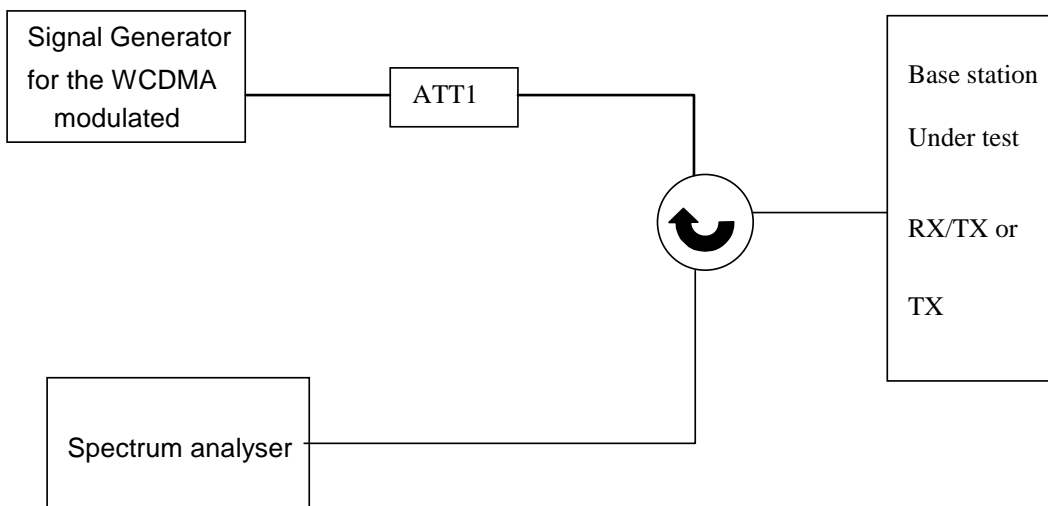 Signal Generator
for the WCDMA
modulated
ATT1
Base station
Under test
RX/TX or
TX
Spectrum analyser